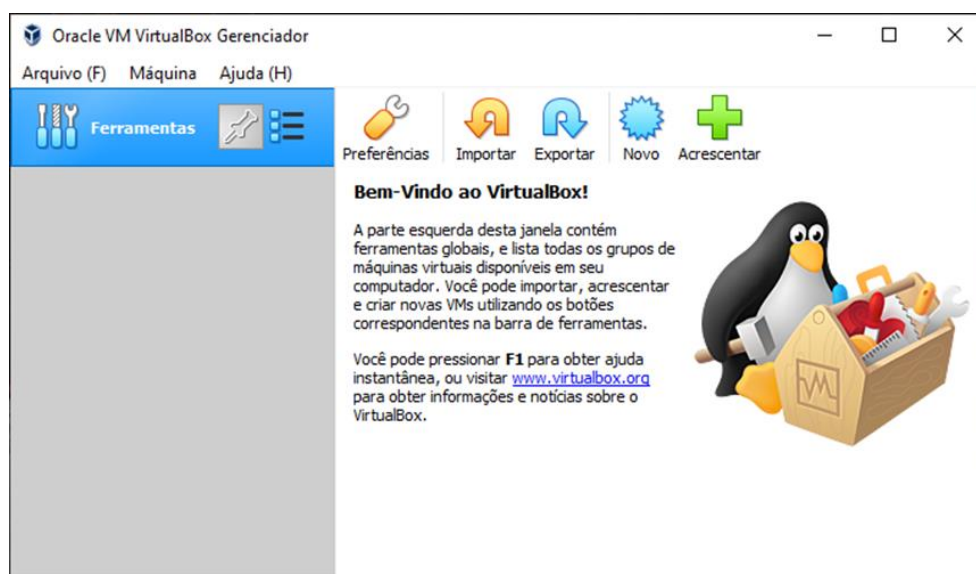 Oracle VM VirtualBox Gerenciador
Arquivo (F) Máquina Ajuda (H)
Ferramentas
Preferências Importar Exportar Novo Acrescentar
Bem-Vindo ao VirtualBox!
A parte esquerda desta janela contém
ferramentas globais, e lista todas os grupos de
máquinas virtuais disponíveis em seu
computador. Você pode importar, acrescentar
e criar novas VMs utilizando os botões
correspondentes na barra de ferramentas.
Você pode pressionar F1 para obter ajuda
instantânea, ou visitar www.virtualbox.org
para obter informações e notícias sobre o
VirtualBox.